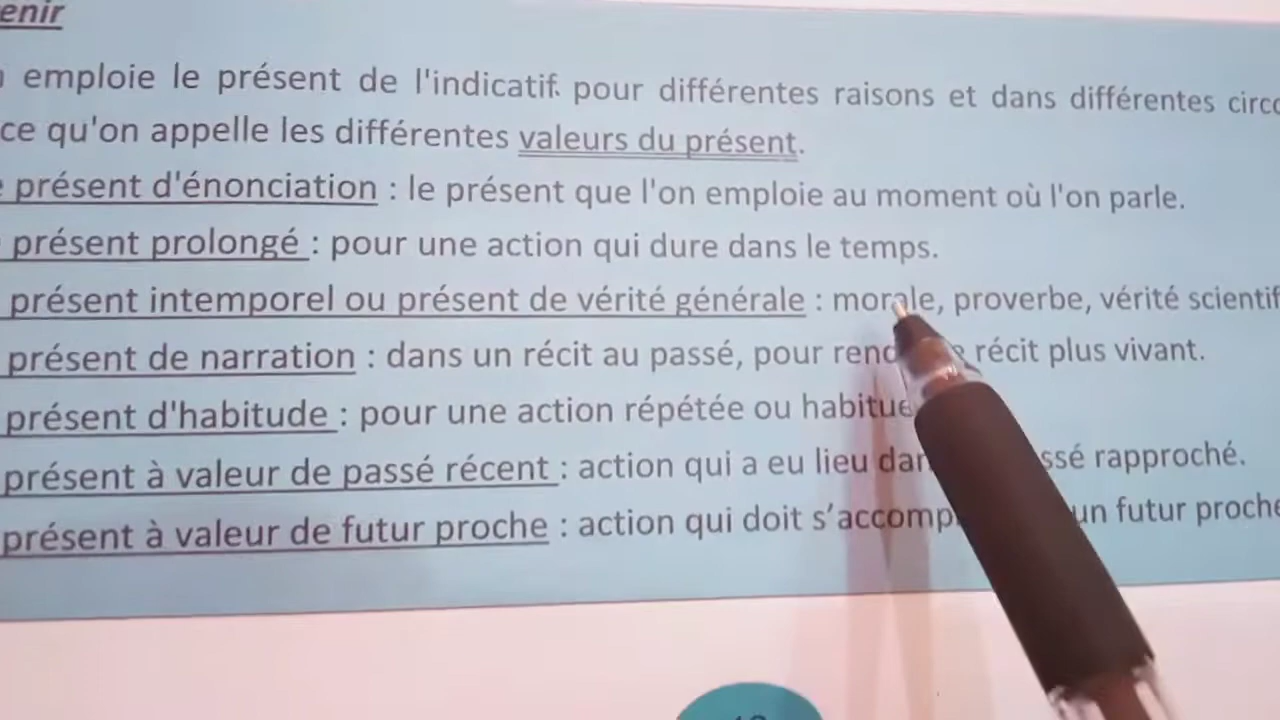 enir
emploie le présent de l'indicatif. pour différentes raisons et dans différentes
ce qu'on appelle les différentes valeurs du présent.
présent d'énonciation : le présent que l'on emploie au moment où l'on parle.
présent prolongé : pour une action qui dure dans le temps.
présent intemporel ou présent de vérité générale : morale, proverbe, vérité
présent de narration : dans un récit au passé, pour récit plus vivant.
présent d'habitude : pour une action répétée ou
présent à valeur de passé récent : action qui a eu lieu rapproché.
présent à valeur de futur proche : action qui doit un futur proche